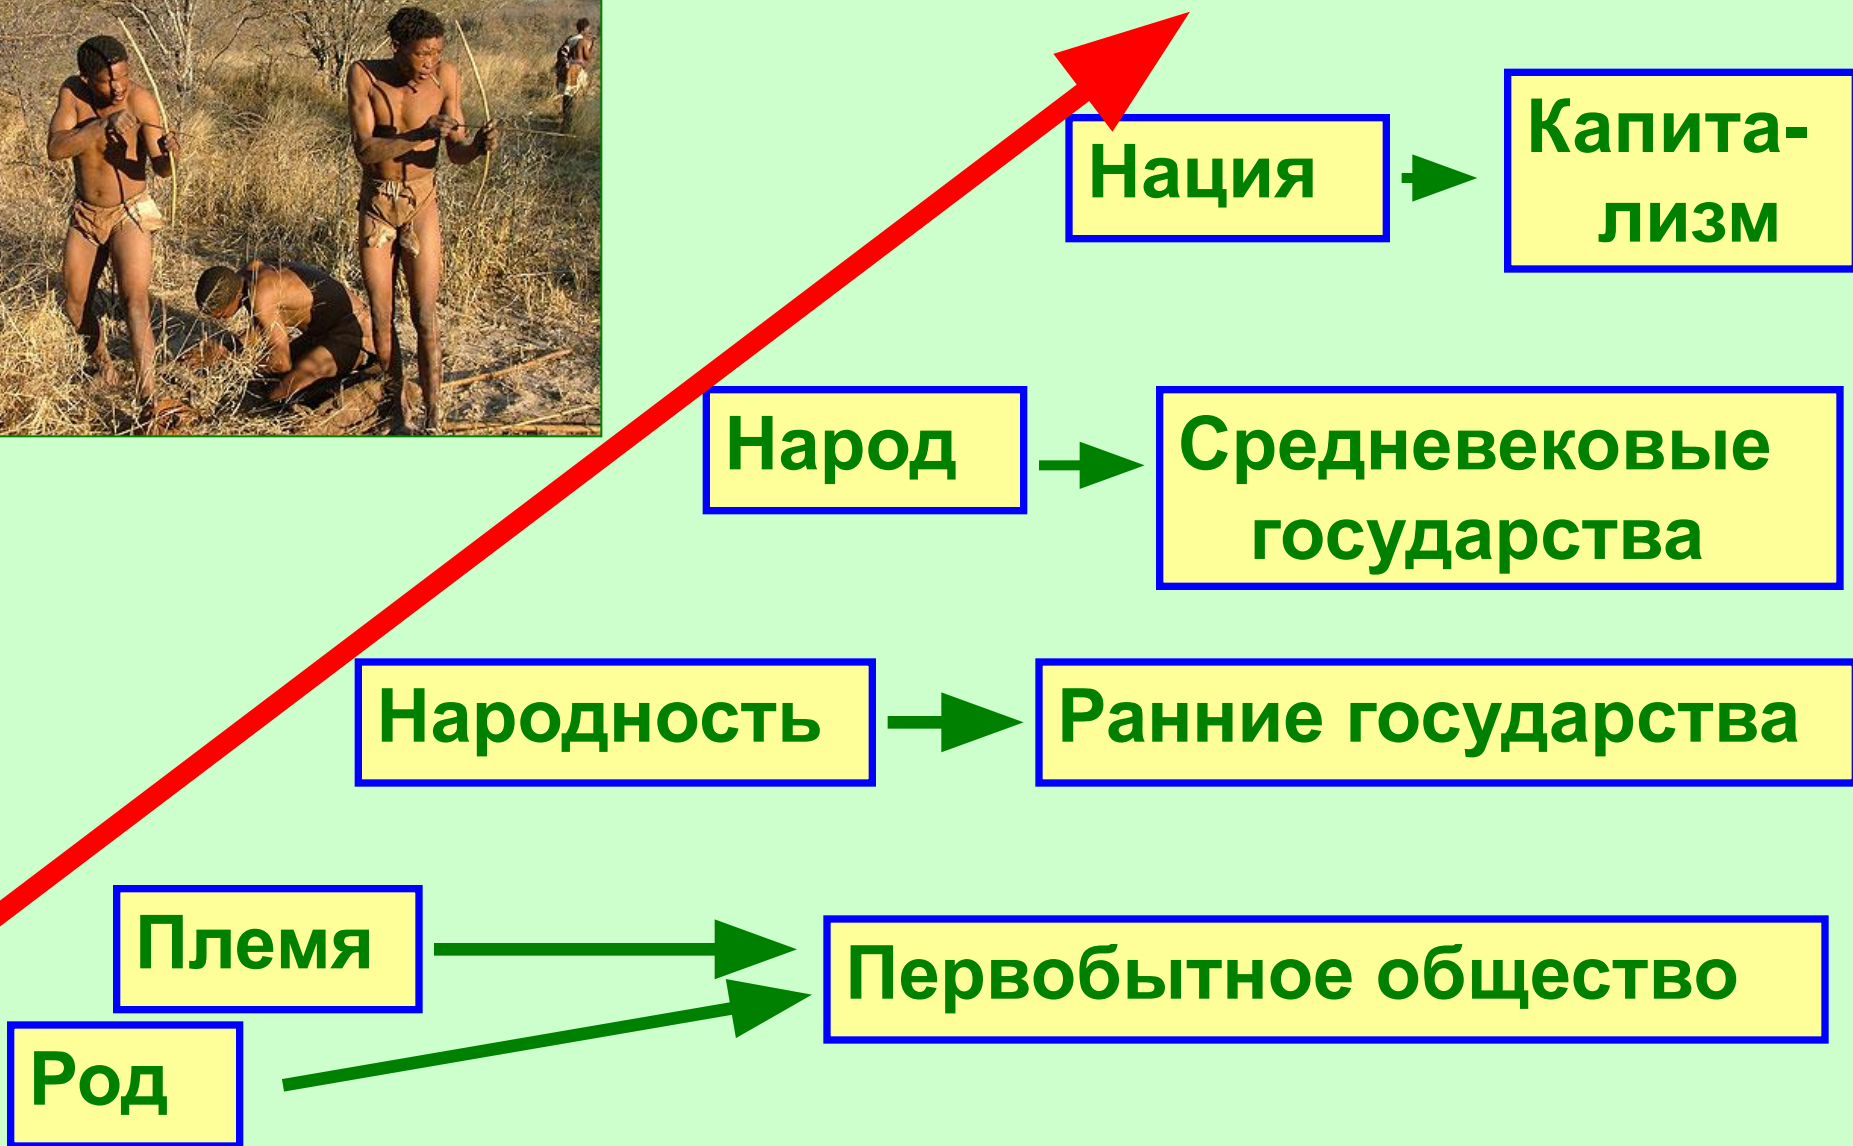 Нация
Капита-
лизм
Народ
Средневековые
государства
Народность
Ранние государства
Племя
Первобытное общество
Род